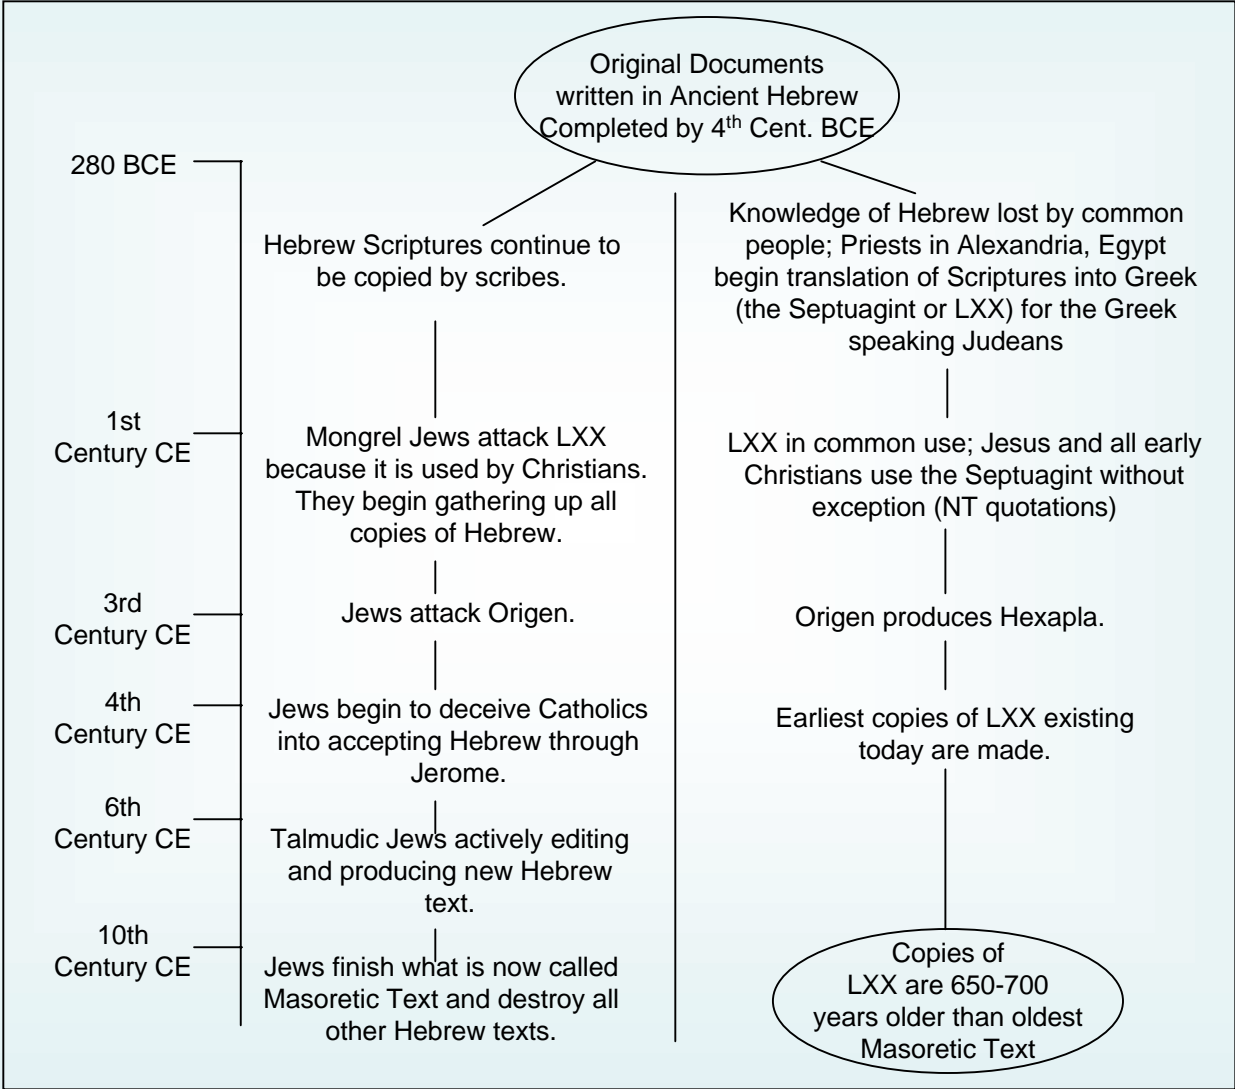 Original Documents
written in Ancient Hebrew
Completed by 4th Cent. BCE
280 BCE
Hebrew Scriptures continue to
be copied by scribes.
Knowledge of Hebrew lost by common
people; Priests in Alexandria, Egypt
begin translation of Scriptures into Greek
(the Septuagint or LXX) for the Greek
speaking Judeans
1st
Century CE
Mongrel Jews attack LXX
because it is used by Christians.
They begin gathering up all
copies of Hebrew.
LXX in common use; Jesus and all early
Christians use the Septuagint without
exception (NT quotations)
3rd
Century CE
Jews attack Origen.
Origen produces Hexapla.
4th
Century CE
Jews begin to deceive Catholics
into accepting Hebrew through
Jerome.
Earliest copies of LXX existing
today are made.
6th
Century CE
Talmudic Jews actively editing
and producing new Hebrew
text.
10th
Century CE
Jews finish what is now called
Masoretic Text and destroy all
other Hebrew texts.
Copies of
LXX are 650-700
years older than oldest
Masoretic Text